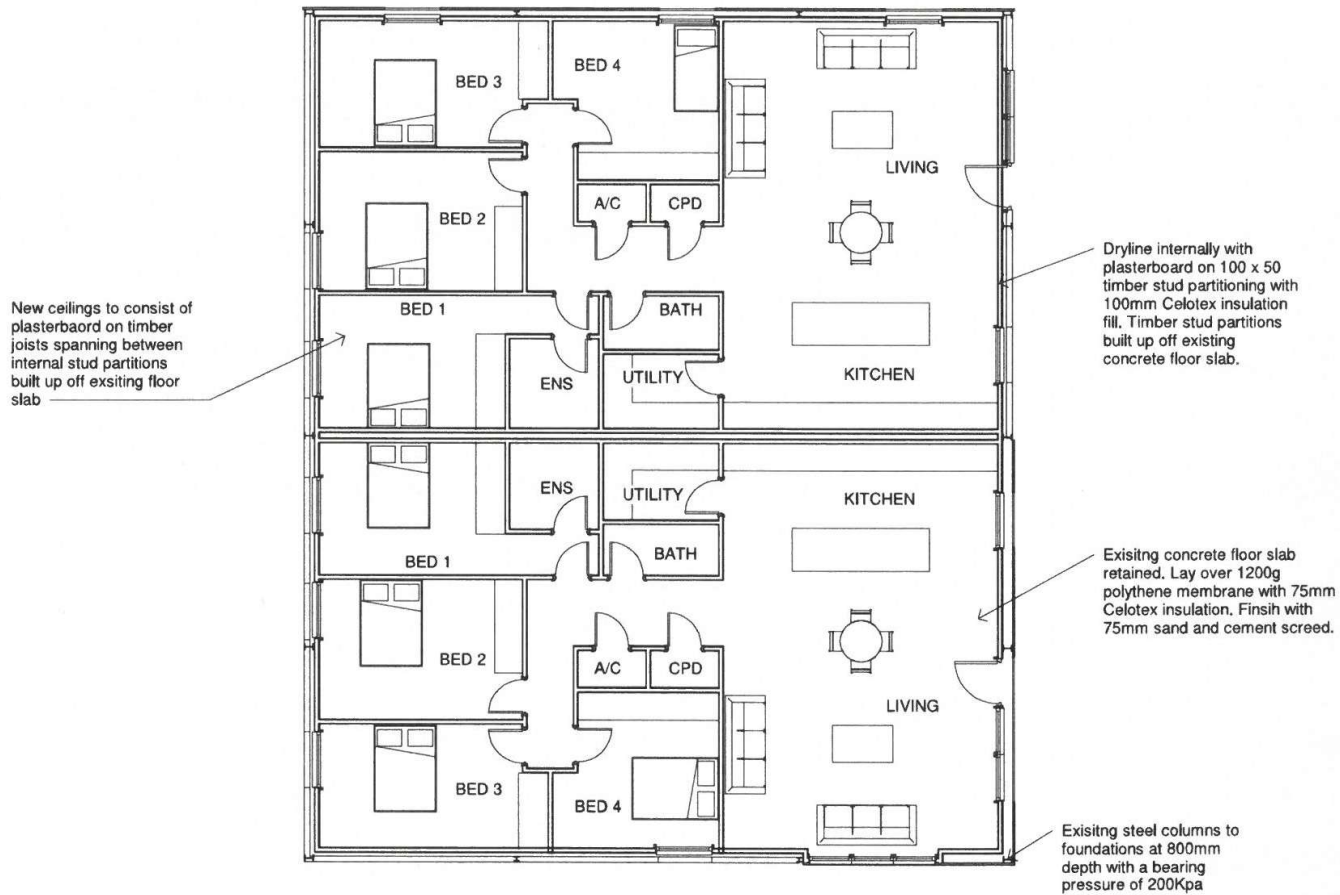 BED 3
BED 4
LIVING
A/C
CPD
BED 2
Dryline internally with
plasterboard on 100 x 50
timber stud partitioning with
100mm Celotex insulation
fill. Timber stud partitions
built up off existing
concrete floor slab.
New ceilings to consist of
plasterbaord on timber
joists spanning between
internal stud partitions
built up off exsiting floor
slab
BED 1
BATH
ENS
UTILITY
KITCHEN
ENS
UTILITY
KITCHEN
BED 1
BATH
Exisitng concrete floor slab
retained. Lay over 1200g
polythene membrane with 75mm
Celotex insulation. Finsih with
75mm sand and cement screed.
BED 2
A/C
CPD
LIVING
BED 3
BED 4
Exisitng steel columns to
foundations at 800mm
depth with a bearing
pressure of 200Kpa